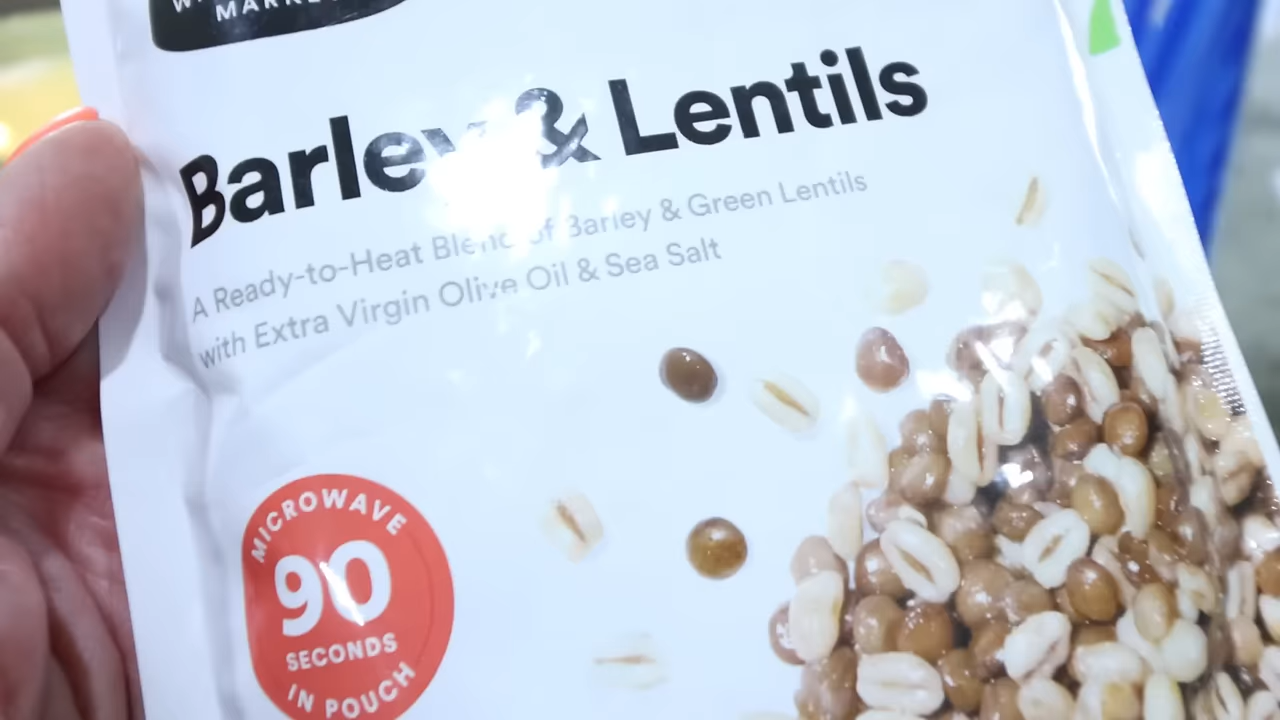 MARKET
Barley & Lentils
A Ready-to-Heat Blend of Barley & Green Lentils
with Extra Virgin Olive Oil & Sea Salt
MICROWAVE
90
SECONDS
IN POUCH